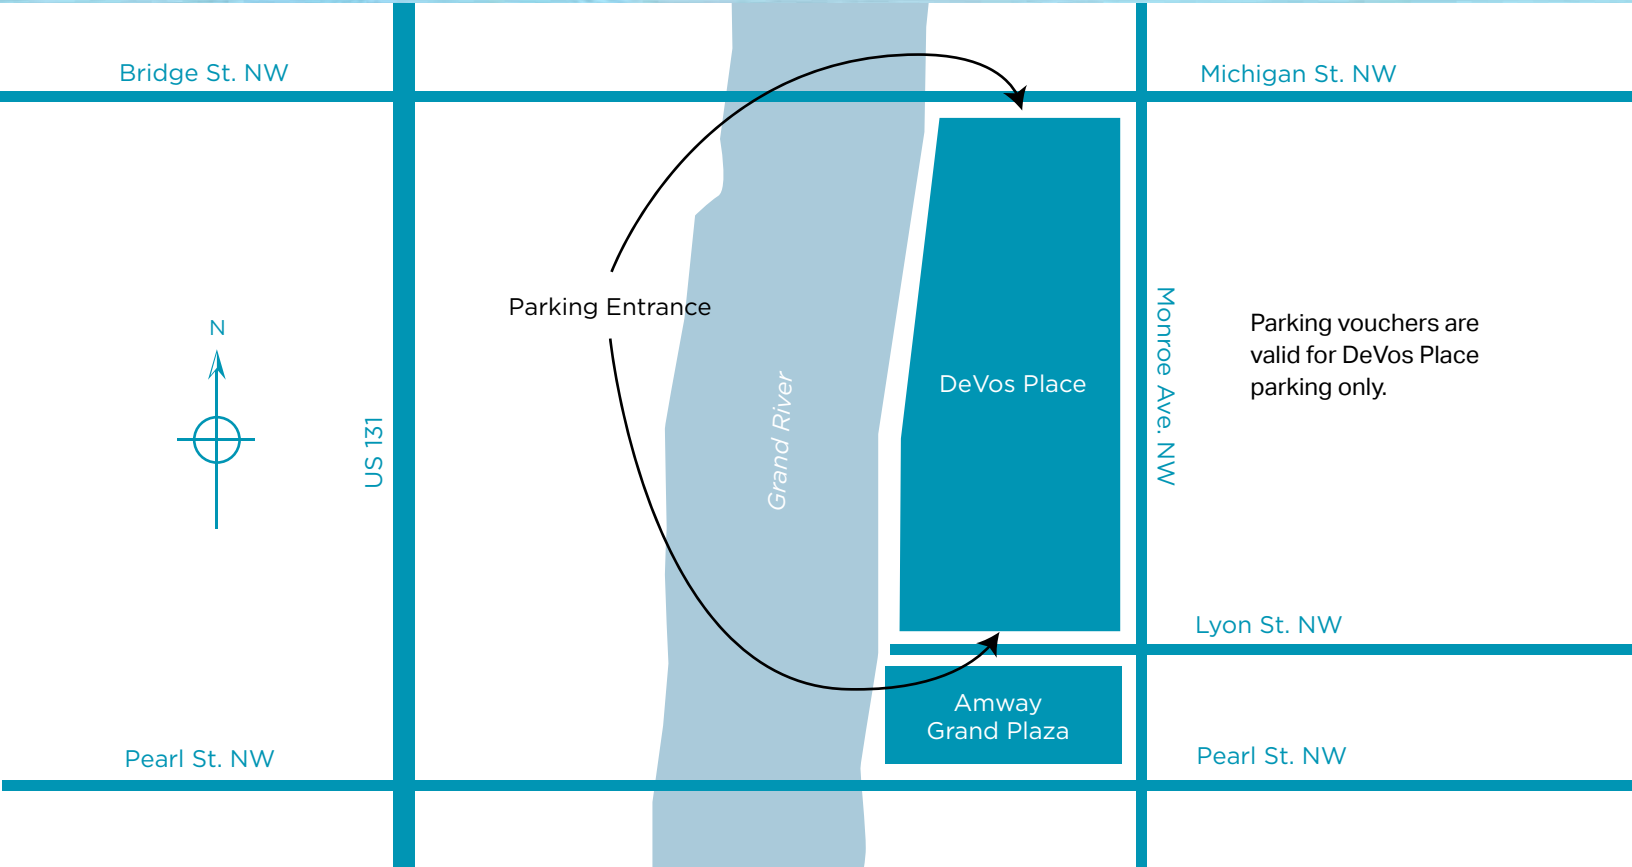 Bridge St. NW
Michigan St. NW
Parking Entrance
N
US 131
Grand River
DeVos Place
Monroe Ave. NW
Parking vouchers are
valid for DeVos Place
parking only.
Lyon St. NW
Amway
Grand Plaza
Pearl St. NW
Pearl St. NW